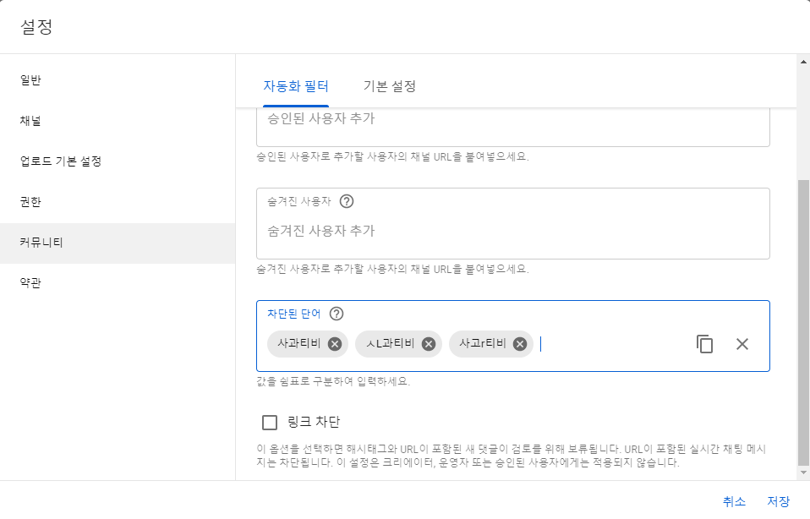 설정
일반
채널
업로드 기본 설정
권한
커뮤니티
약관
자동화 필터
기본 설정
승인된 사용자 추가
승인된 사용자로 추가할 사용자의 채널 URL을 붙여넣으세요.
숨겨진 사용자
숨겨진 사용자 추가
숨겨진 사용자로 추가할 사용자의 채널 URL을 붙여넣으세요.
차단된 단어
사과티비 ㅅL과티비 사고r티비
값을 쉼표로 구분하여 입력하세요.
링크 차단
이 옵션을 선택하면 해시태그와 URL이 포함된 새 댓글이 검토를 위해 보류됩니다. URL이 포함된 실시간 채팅 메시
지는 차단됩니다. 이 설정은 크리에이터, 운영자 또는 승인된 사용자에게는 적용되지 않습니다.
취소
저장